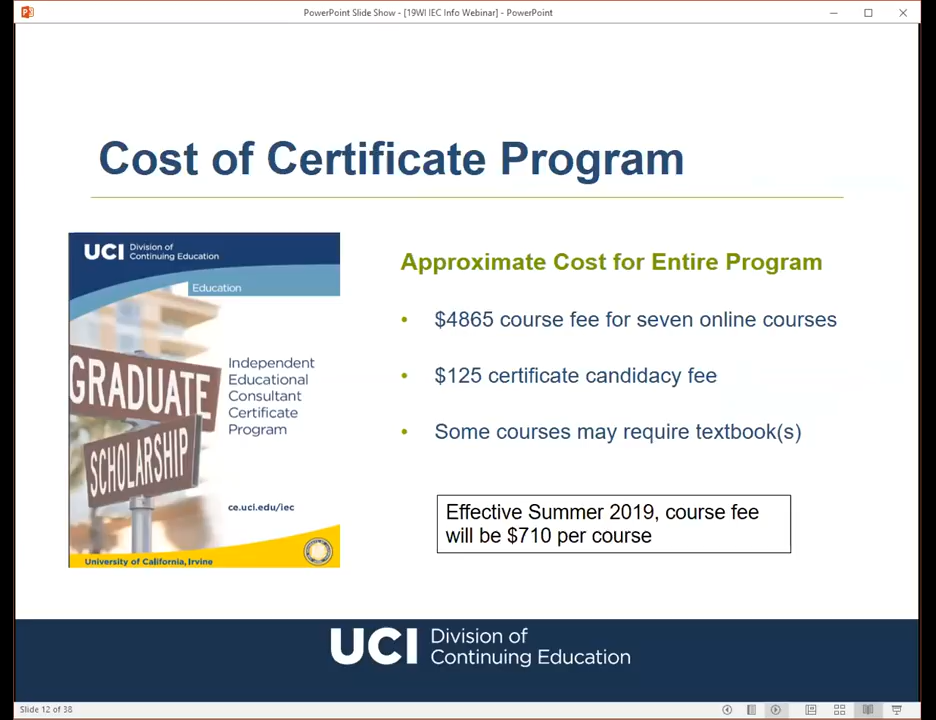 PowerPoint Slide Show - [19WI IEC Info Webinar] - PowerPoint
Cost of Certificate Program
UCI Division of
Continuing Education
Education
GRADUATE
SCHOLARSHIP
Independent
Educational
Consultant
Certificate
Program
ce.uci.edu/iec
University of California, Irvine
Approximate Cost for Entire Program
• $4865 course fee for seven online courses
• $125 certificate candidacy fee
• Some courses may require textbook(s)
Effective Summer 2019, course fee
will be $710 per course
UCI Division of
Continuing Education
Slide 12 of 38